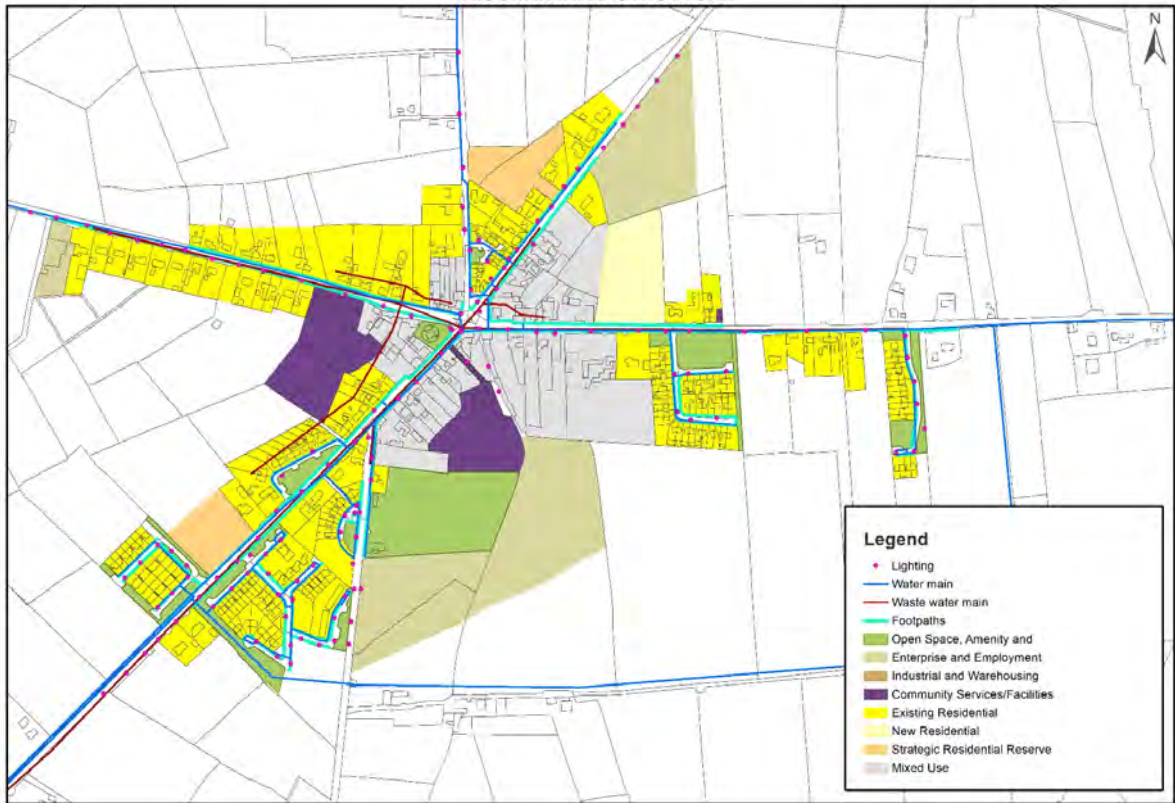 N
Legend
Lighting
Water main
Waste water main
Footpaths
Open Space, Amenity and
Enterprise and Employment
Industrial and Warehousing
Community Services/Facilities
Existing Residential
New Residential
Strategic Residential Reserve
Mixed Use